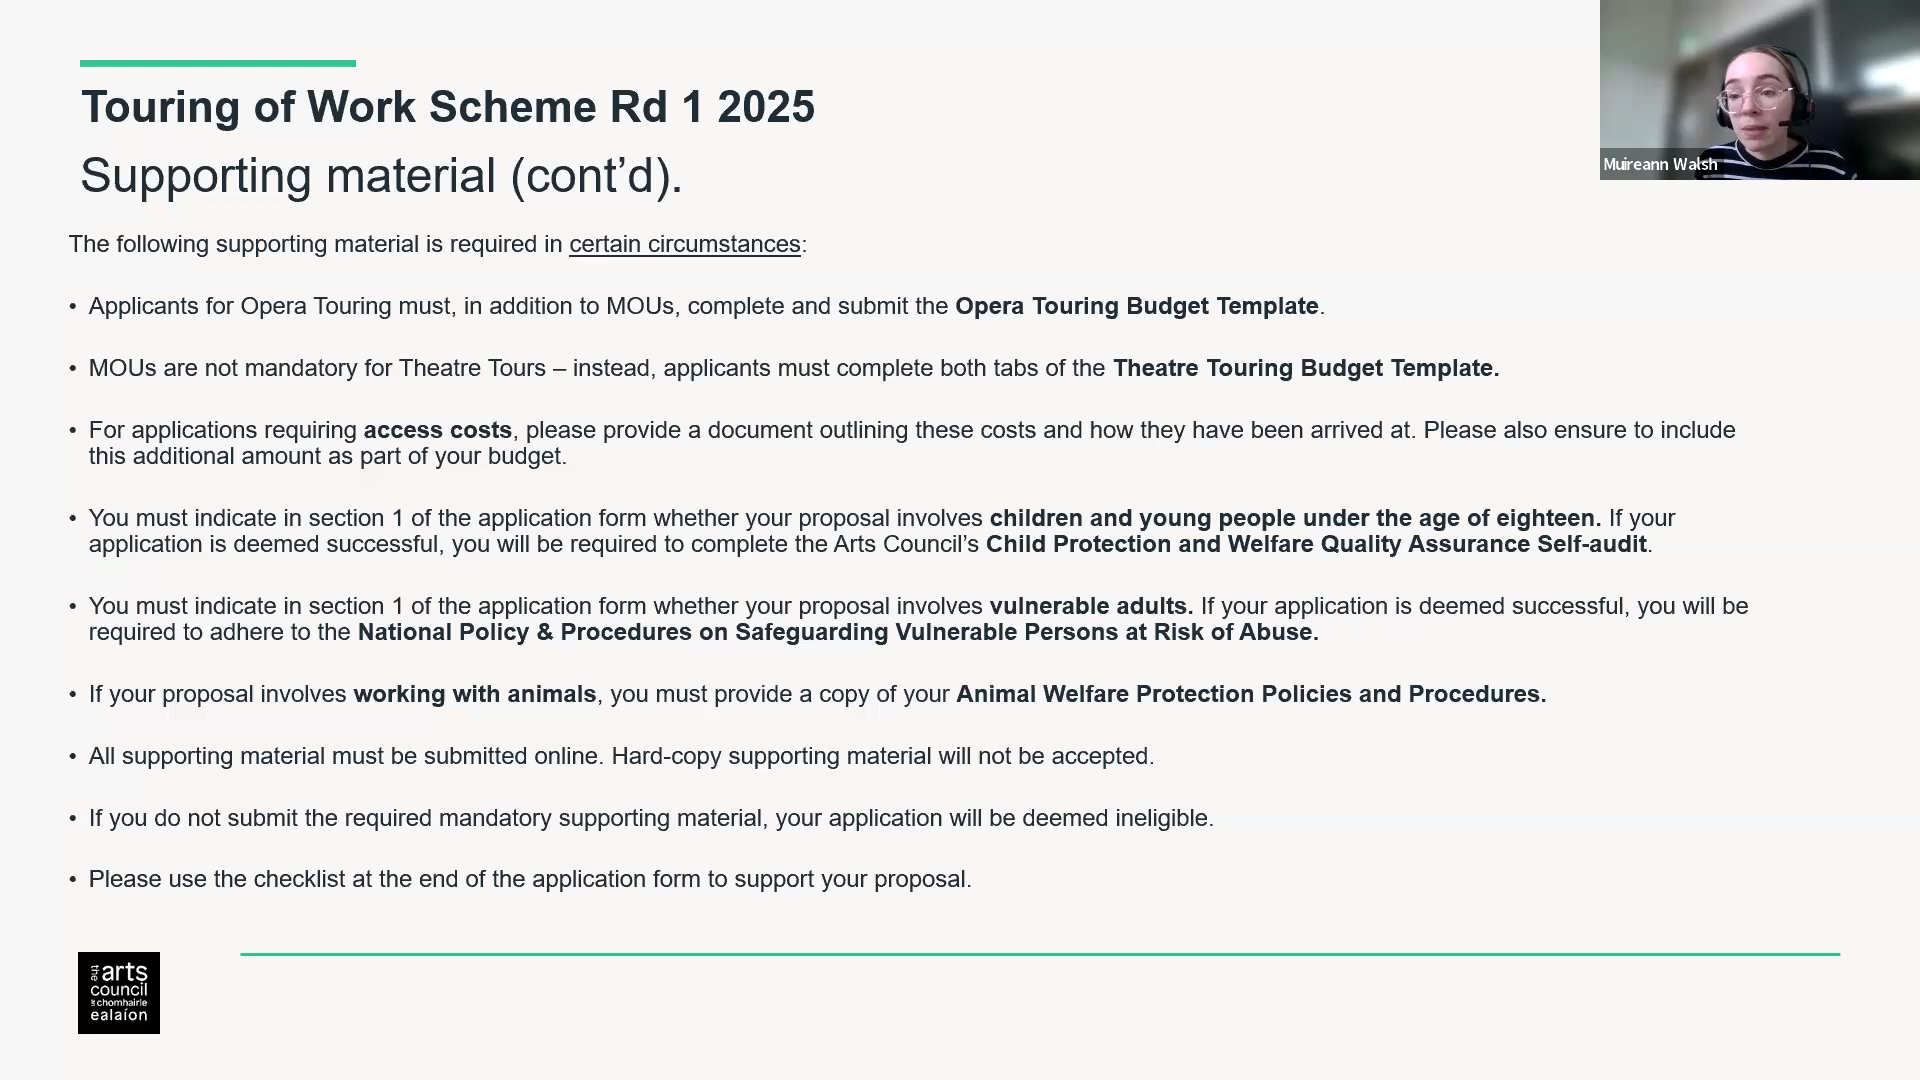 Touring of Work Scheme Rd 1 2025
Supporting material (cont’d).
Muireann Walsh
The following supporting material is required in certain circumstances:
• Applicants for Opera Touring must, in addition to MOUs, complete and submit the Opera Touring Budget Template.
• MOUs are not mandatory for Theatre Tours – instead, applicants must complete both tabs of the Theatre Touring Budget Template.
• For applications requiring access costs, please provide a document outlining these costs and how they have been arrived at. Please also ensure to include
this additional amount as part of your budget.
• You must indicate in section 1 of the application form whether your proposal involves children and young people under the age of eighteen. If your
application is deemed successful, you will be required to complete the Arts Council’s Child Protection and Welfare Quality Assurance Self-audit.
• You must indicate in section 1 of the application form whether your proposal involves vulnerable adults. If your application is deemed successful, you will be
required to adhere to the National Policy & Procedures on Safeguarding Vulnerable Persons at Risk of Abuse.
• If your proposal involves working with animals, you must provide a copy of your Animal Welfare Protection Policies and Procedures.
• All supporting material must be submitted online. Hard-copy supporting material will not be accepted.
• If you do not submit the required mandatory supporting material, your application will be deemed ineligible.
• Please use the checklist at the end of the application form to support your proposal.
the arts
council
chomhairle
ealaíon